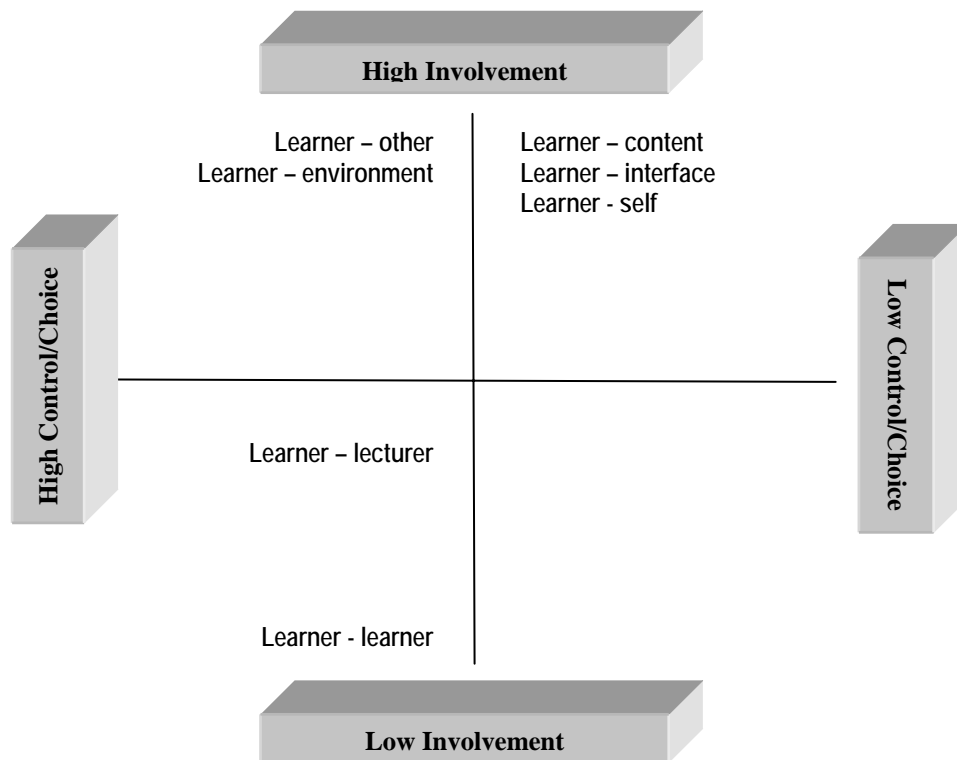 High Involvement
Learner – other
Learner – environment
Learner – content
Learner – interface
Learner - self
High Control/Choice
Low Control/Choice
Learner – lecturer
Learner - learner
Low Involvement